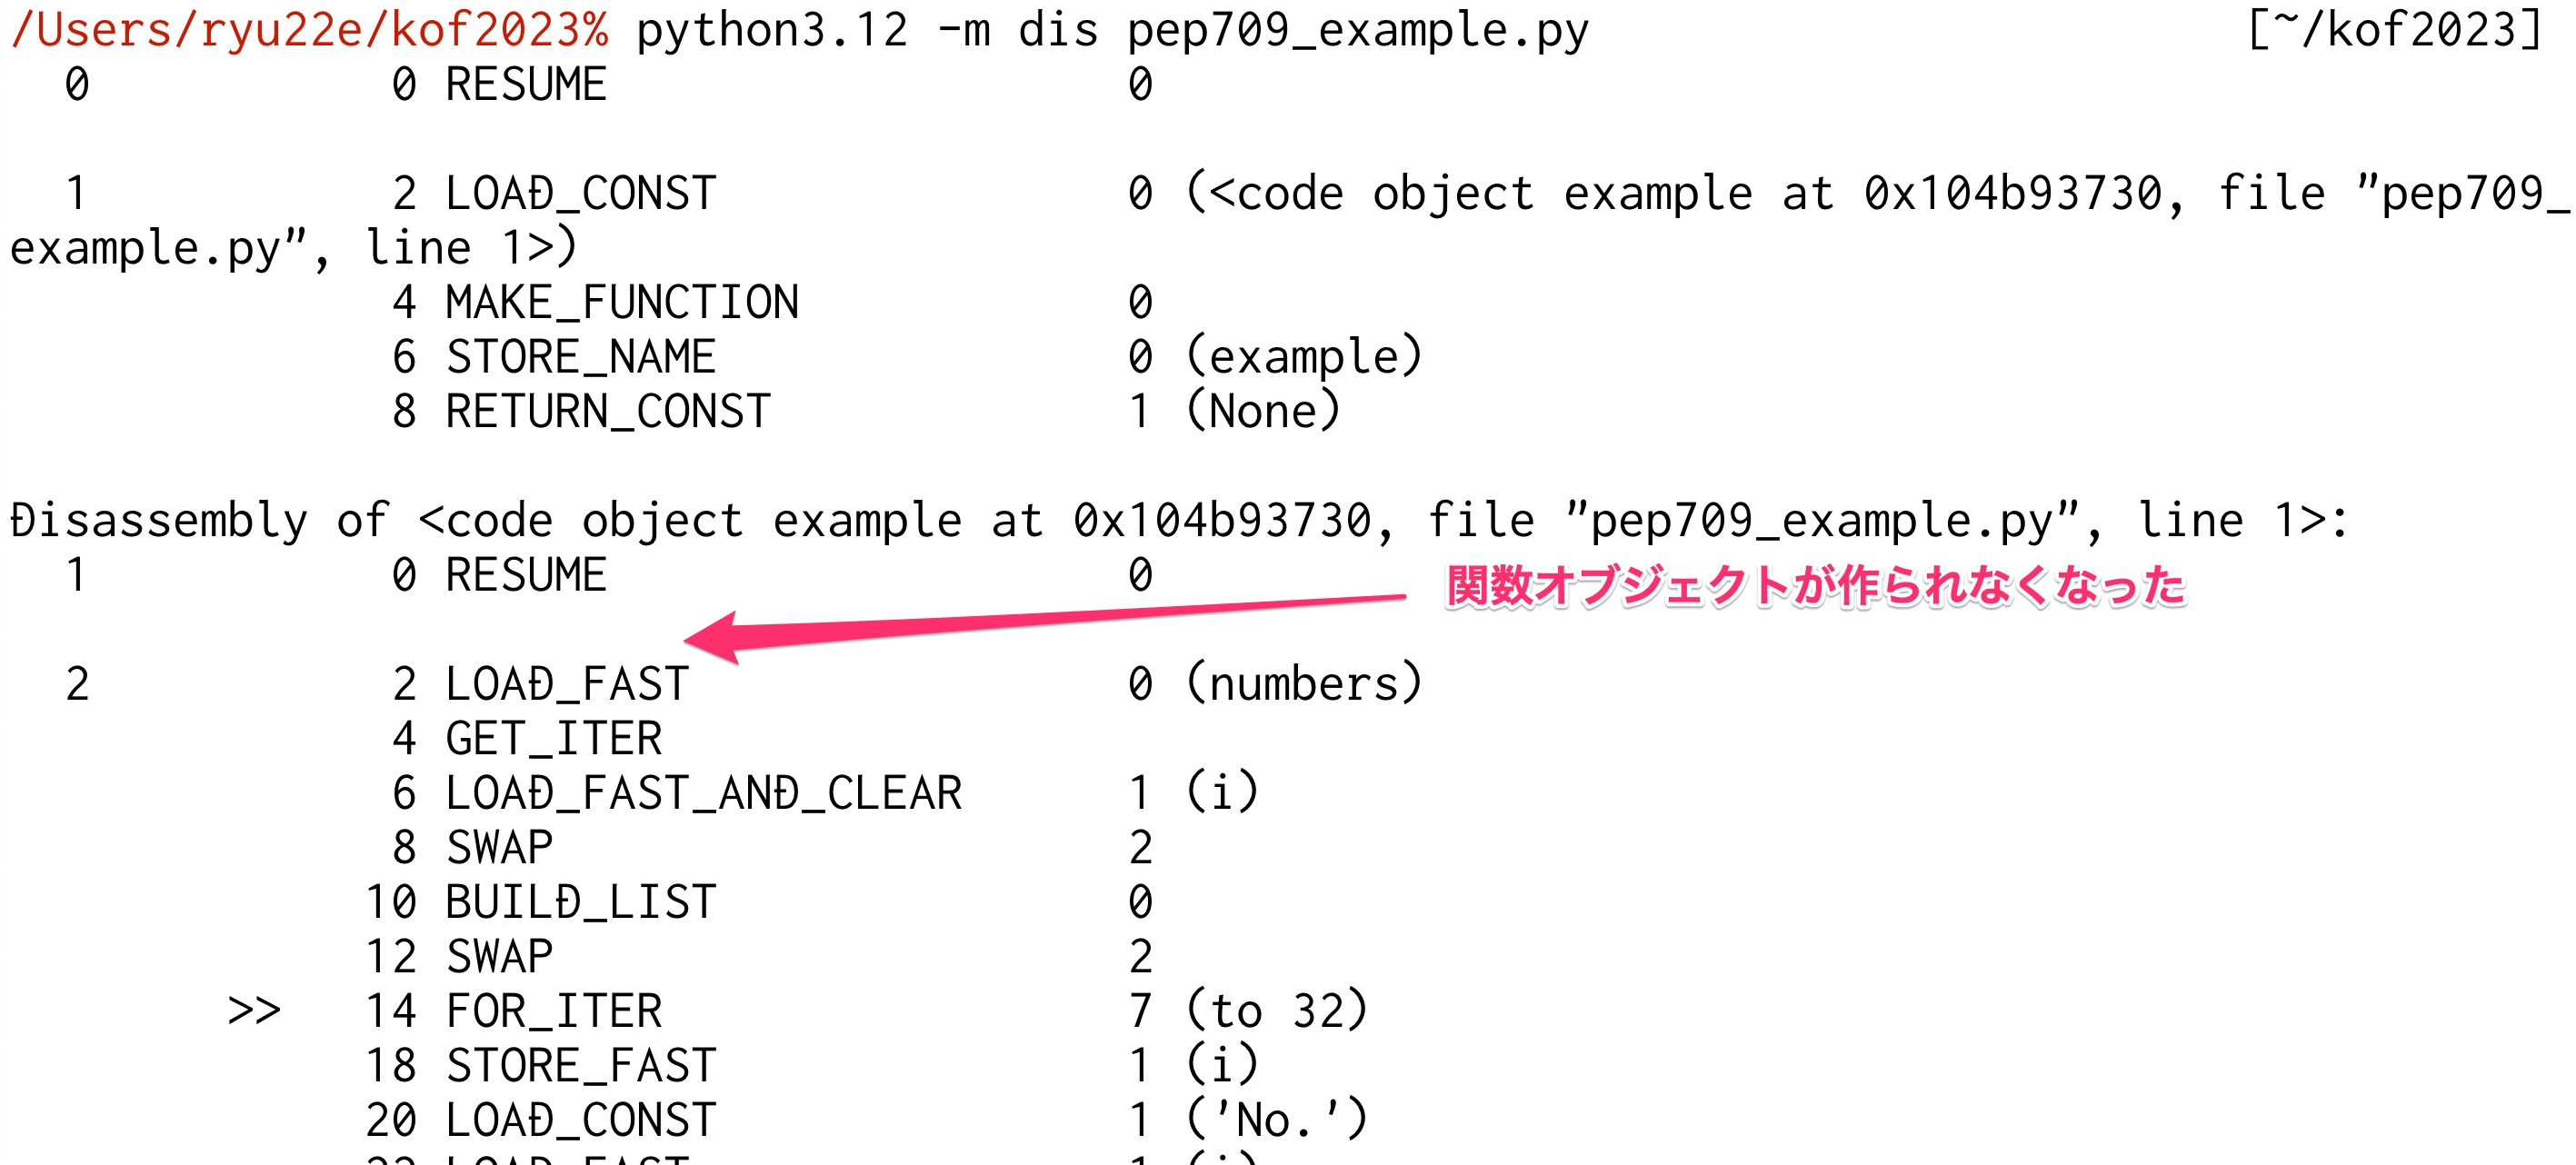 /Users/ryu22e/kof2023% python3.12 -m dis pep709_example.py [~/kof2023]
0 0 RESUME 0
1 2 LOAD_CONST 0 (<code object example at 0x104b93730, file "pep709_
example.py", line 1>)
4 MAKE_FUNCTION 0
6 STORE_NAME 0 (example)
8 RETURN_CONST 1 (None)
Disassembly of <code object example at 0x104b93730, file "pep709_example.py", line 1>:
1 0 RESUME 0
関数オブジェクトが作られなくなった
2 2 LOAD_FAST 0 (numbers)
4 GET_ITER
6 LOAD_FAST_AND_CLEAR 1 (i)
8 SWAP 2
10 BUILD_LIST 0
12 SWAP 2
>> 14 FOR_ITER 7 (to 32)
18 STORE_FAST 1 (i)
20 LOAD_CONST 1 ('No.')
22 LOAD_FAST 1 (i)